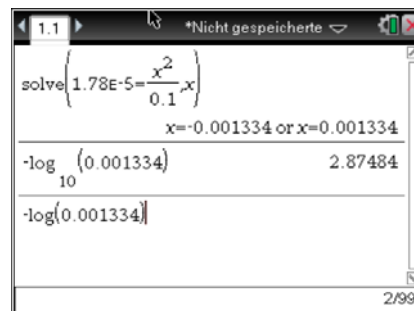 1.1 *Nicht gespeicherte
solve(1.78E-5=x²/0.1,x)
x=-0.001334 or x=0.001334
-log₁₀(0.001334) 2.87484
-log(0.001334)
2/99